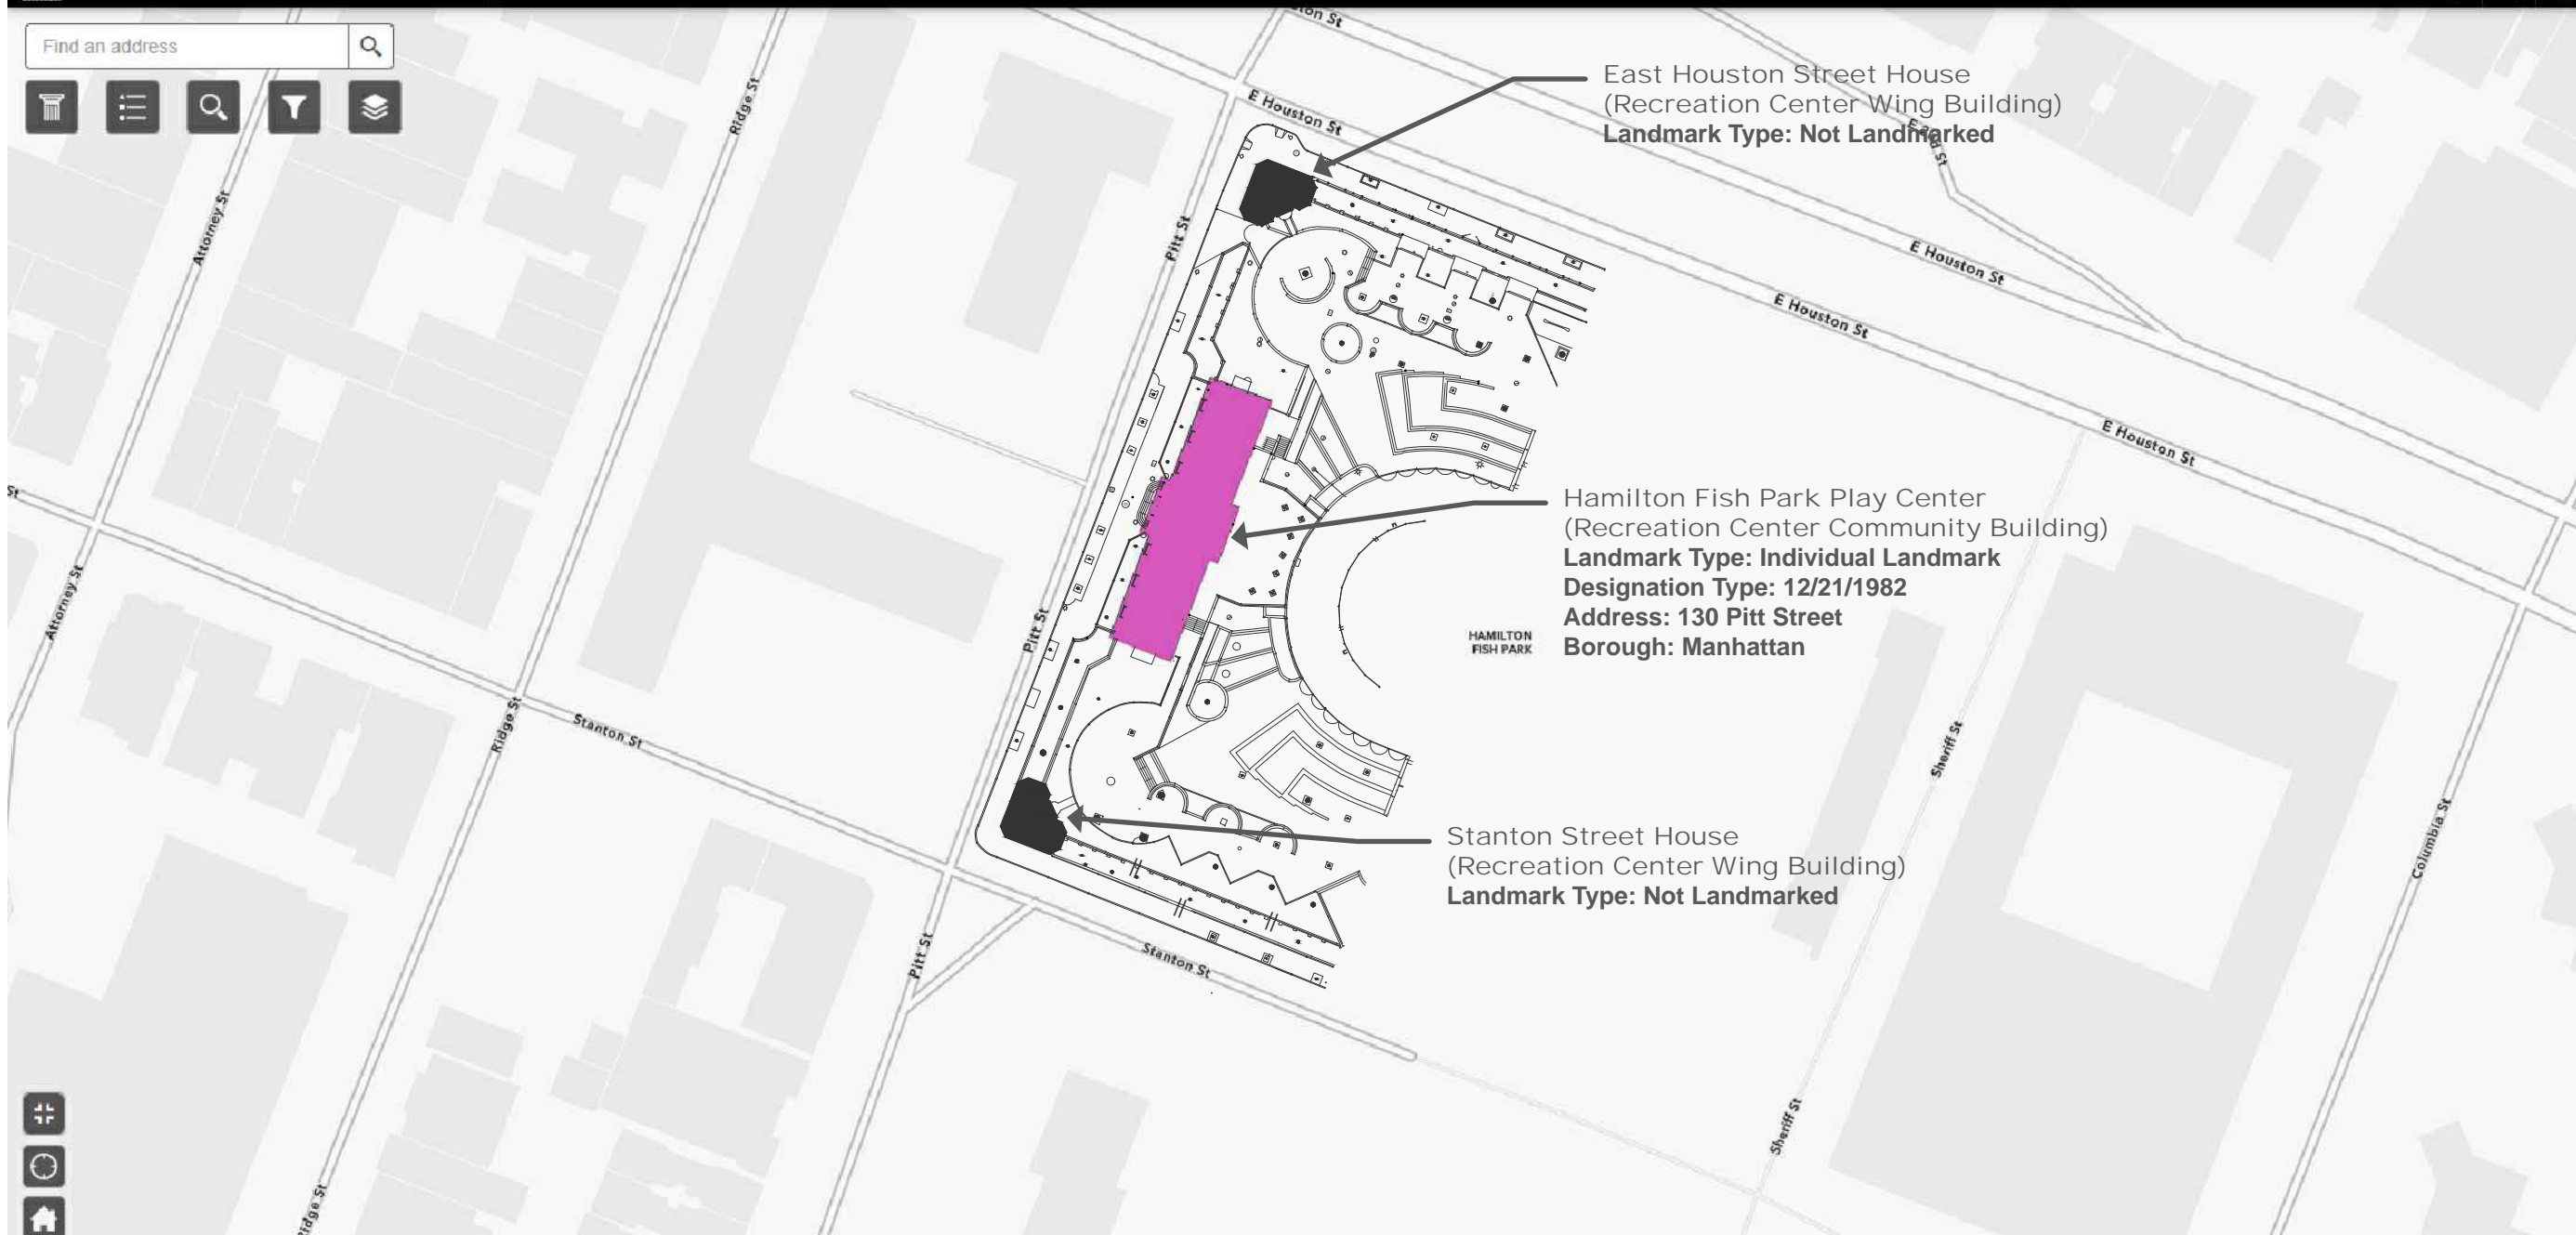 Find an address
ton St
E Houston St
East Houston Street House
(Recreation Center Wing Building)
Landmark Type: Not Landmarked
Ridge St
Attorney St
Pitt St
E Houston St
E Houston St
E Houston St
St
Hamilton Fish Park Play Center
(Recreation Center Community Building)
Landmark Type: Individual Landmark
Designation Type: 12/21/1982
Address: 130 Pitt Street
Borough: Manhattan
HAMILTON
FISH PARK
Attorney St
Pitt St
Ridge St
Stanton St
Sheriff St
Columbia St
Stanton Street House
(Recreation Center Wing Building)
Landmark Type: Not Landmarked
Pitt St
Stanton St
Sheriff St
Ridge St